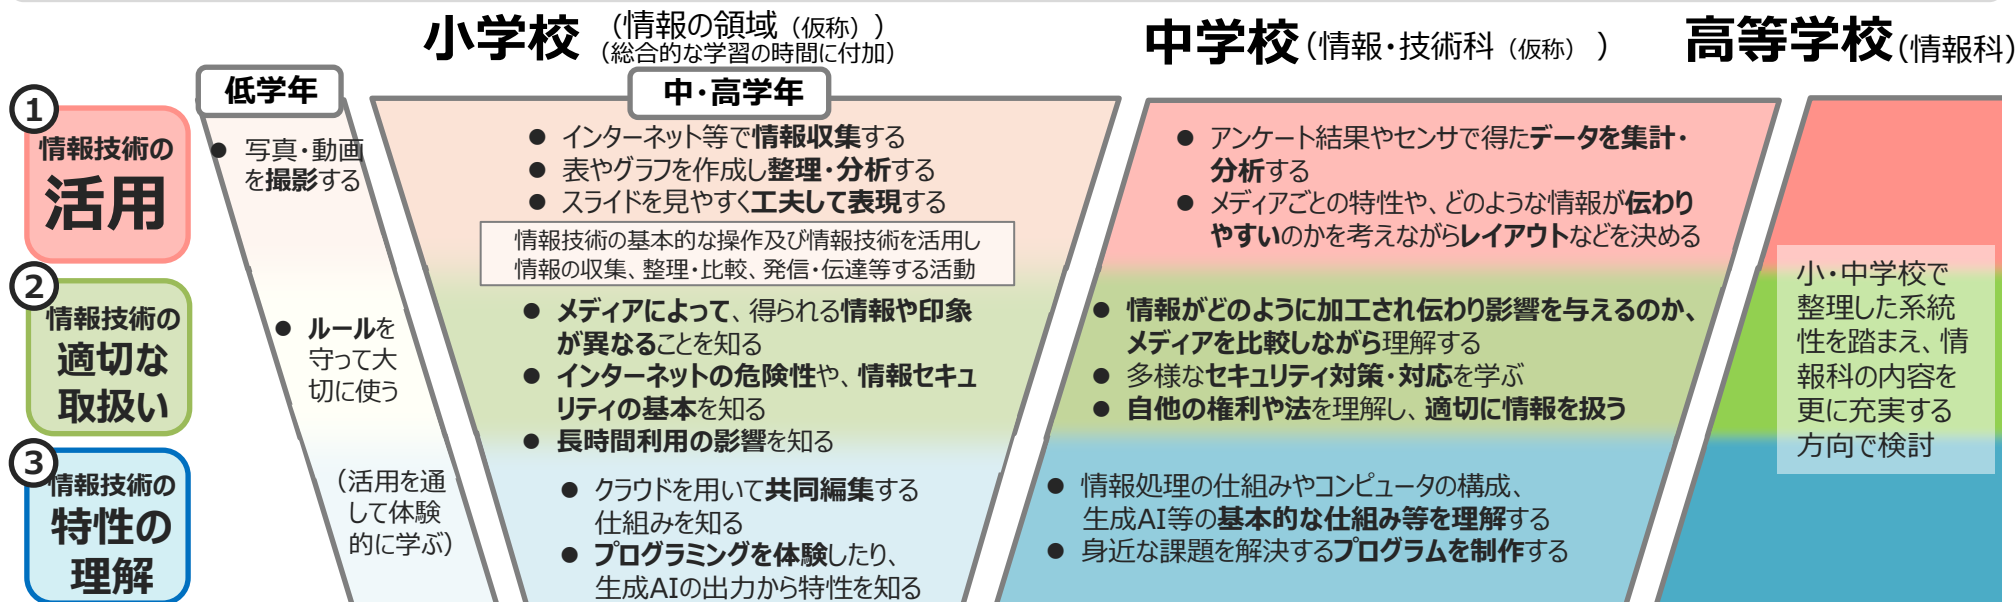 小学校 (情報の領域（仮称）)
(総合的な学習の時間に付加)
中学校(情報・技術科（仮称）)
高等学校(情報科)
低学年
中・高学年
①
情報技術の
活用
● 写真・動画
を撮影する
● インターネット等で情報収集する
● 表やグラフを作成し整理・分析する
● スライドを見やすく工夫して表現する
情報技術の基本的な操作及び情報技術を活用し
情報の収集、整理・比較、発信・伝達等する活動
● アンケート結果やセンサで得たデータを集計・
分析する
● メディアごとの特性や、どのような情報が伝わり
やすいのかを考えながらレイアウトなどを決める
②
情報技術の
適切な
取扱い
● ルールを
守って大
切に使う
● メディアによって、得られる情報や印象
が異なることを知る
● インターネットの危険性や、情報セキュ
リティの基本を知る
● 長時間利用の影響を知る
● 情報がどのように加工され伝わり影響を与えるのか、
メディアを比較しながら理解する
● 多様なセキュリティ対策・対応を学ぶ
● 自他の権利や法を理解し、適切に情報を扱う
小・中学校で
整理した系統
性を踏まえ、情
報科の内容を
更に充実する
方向で検討
③
情報技術の
特性の
理解
（活用を通
して体験
的に学ぶ）
● クラウドを用いて共同編集する
仕組みを知る
● プログラミングを体験したり、
生成AIの出力から特性を知る
● 情報処理の仕組みやコンピュータの構成、
生成AI等の基本的な仕組み等を理解する
● 身近な課題を解決するプログラムを制作する